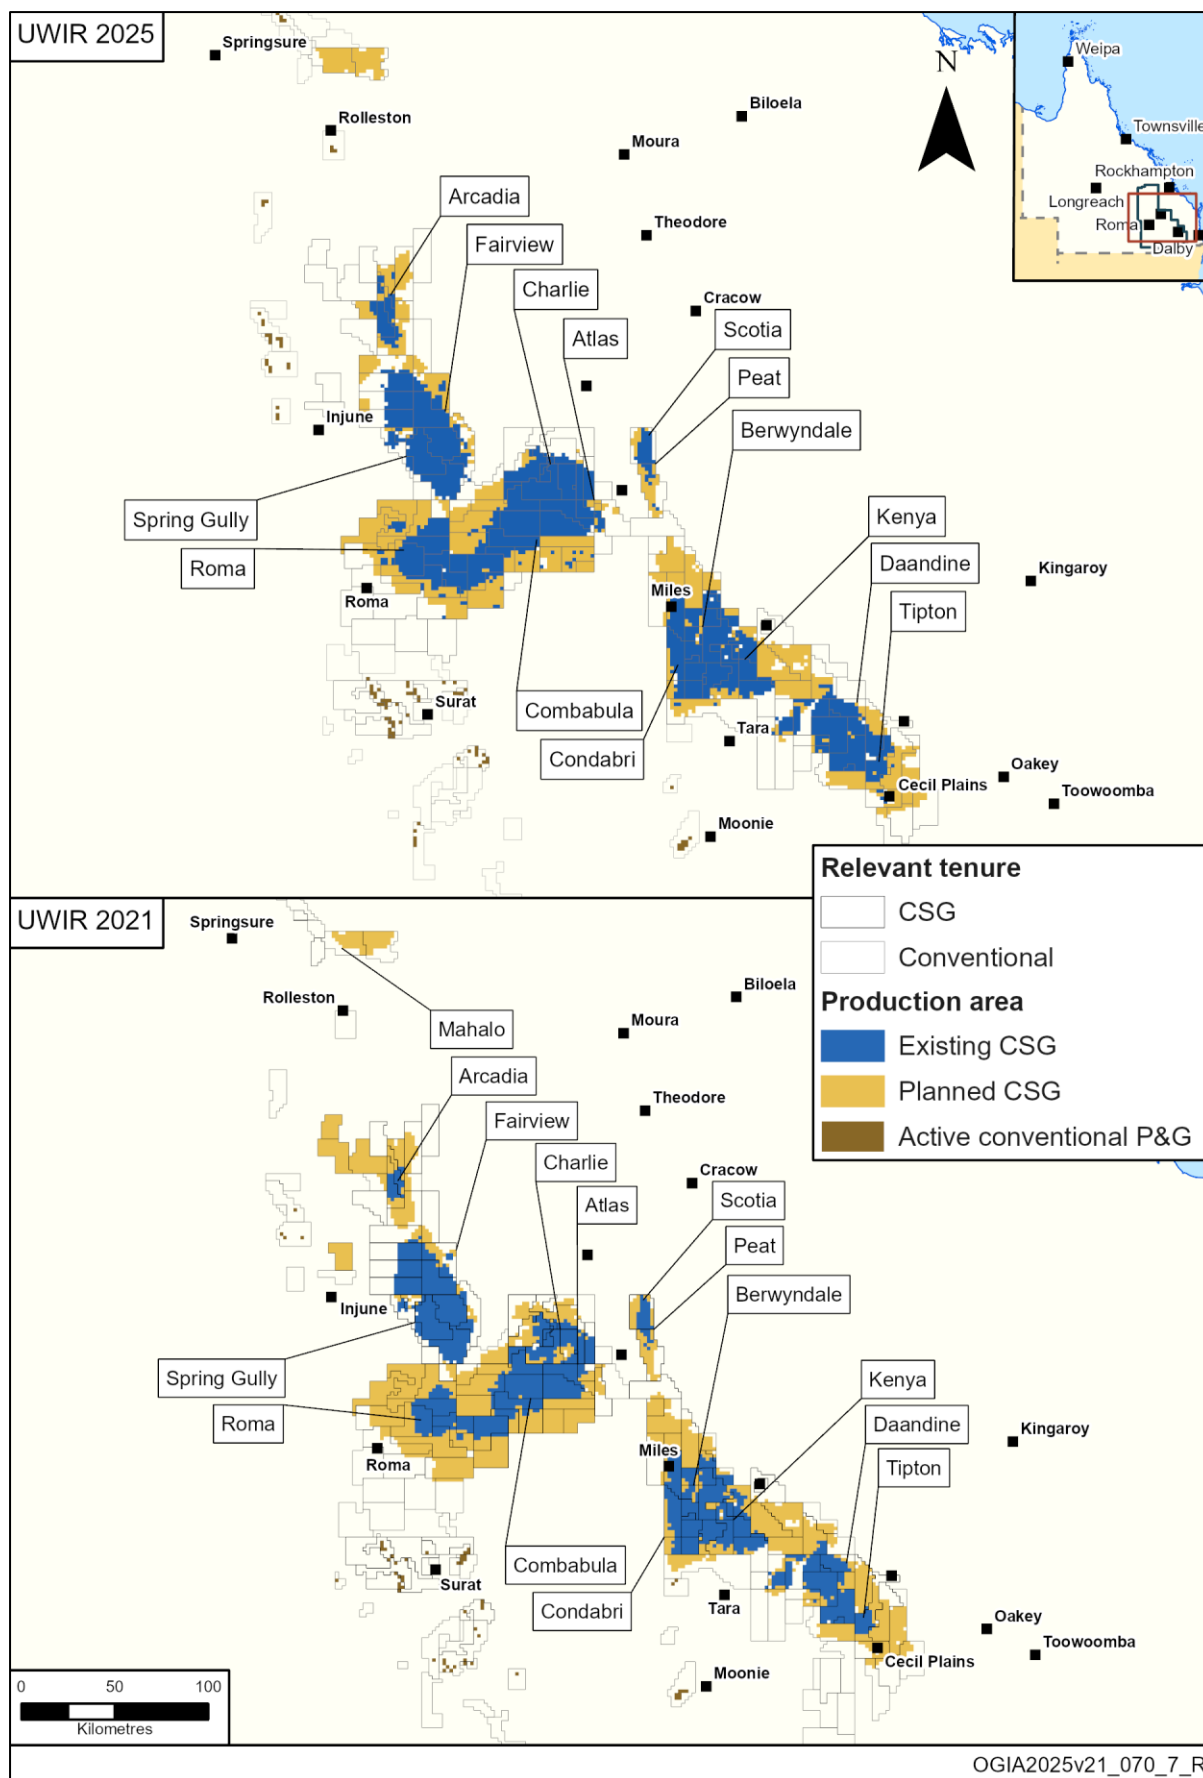 UWIR 2025
Springsure
N
Weipa
Townsville
Rockhampton
Longreach
Roma
Dalby
Biloela
Rolleston
Moura
Arcadia
Theodore
Fairview
Charlie
Cracow
Scotia
Atlas
Peat
Injune
Berwyndale
Spring Gully
Kenya
Roma
Daandine
Kingaroy
Roma
Miles
Tipton
Surat
Combabula
Tara
Condabri
Oakey
Cecil Plains
Toowoomba
Moonie
Relevant tenure
CSG
Conventional
Production area
Existing CSG
Planned CSG
Active conventional P&G
UWIR 2021
Springsure
Rolleston
Biloela
Mahalo
Moura
Arcadia
Theodore
Fairview
Charlie
Cracow
Atlas
Scotia
Peat
Injune
Berwyndale
Spring Gully
Kenya
Roma
Daandine
Kingaroy
Roma
Miles
Tipton
Combabula
Surat
Condabri
Tara
Oakey
Toowoomba
Cecil Plains
Moonie
0 50 100
Kilometres
OGIA2025v21_070_7_R